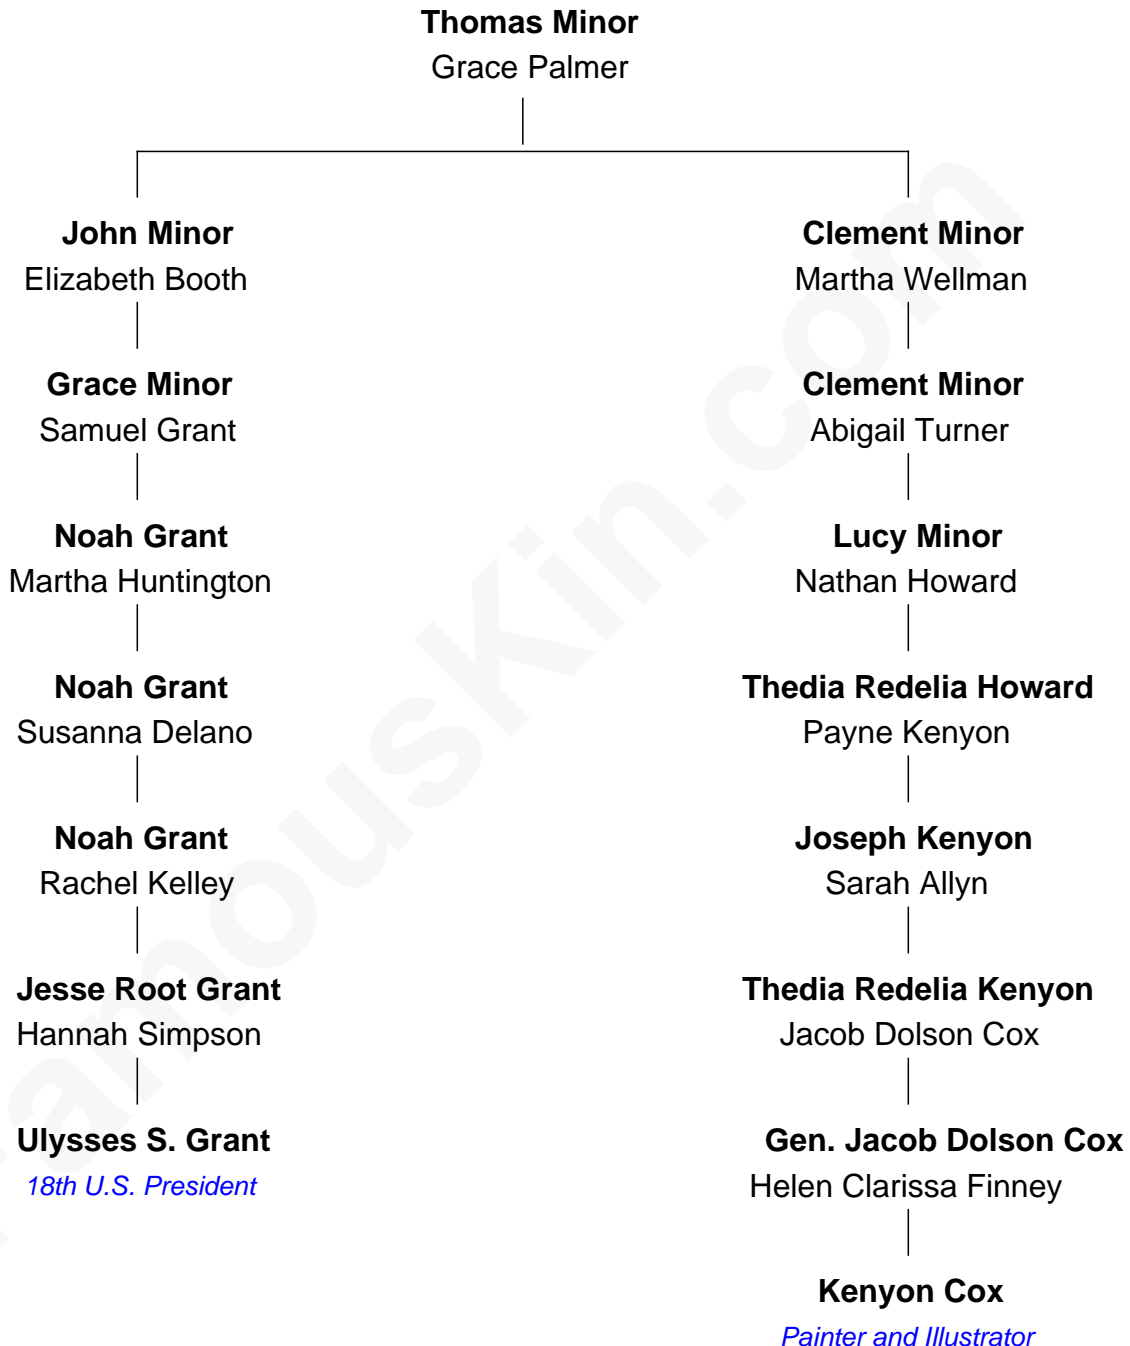 Thomas Minor
Grace Palmer
John Minor
Elizabeth Booth
Clement Minor
Martha Wellman
Grace Minor
Samuel Grant
Clement Minor
Abigail Turner
Noah Grant
Martha Huntington
Lucy Minor
Nathan Howard
Noah Grant
Susanna Delano
Thedia Redelia Howard
Payne Kenyon
Noah Grant
Rachel Kelley
Joseph Kenyon
Sarah Allyn
Jesse Root Grant
Hannah Simpson
Thedia Redelia Kenyon
Jacob Dolson Cox
Ulysses S. Grant
18th U.S. President
Gen. Jacob Dolson Cox
Helen Clarissa Finney
Kenyon Cox
Painter and Illustrator
FamousKin.com